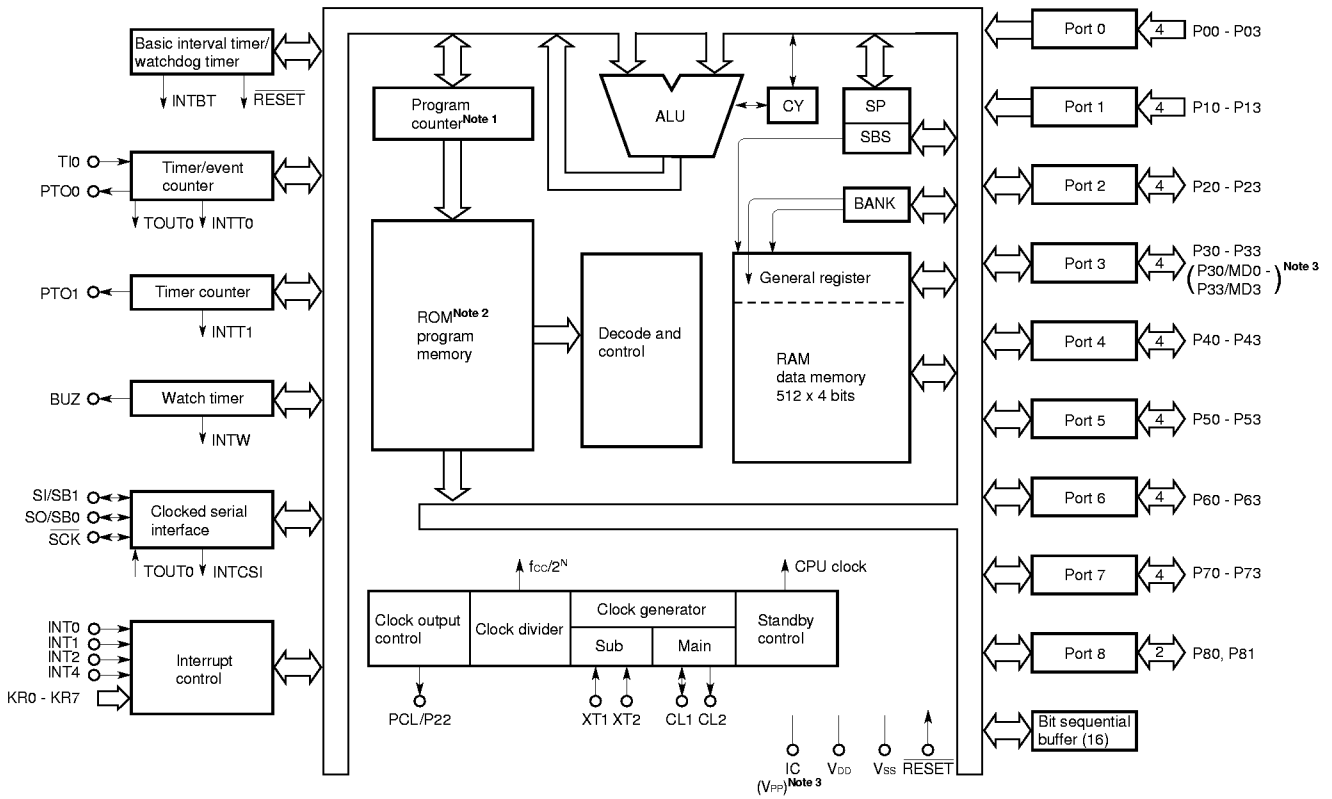 Basic interval timer/
watchdog timer
INTBT
RESET
TI0
PTO0
Timer/event
counter
TOUT0
INTT0
PTO1
Timer counter
INTT1
BUZ
Watch timer
INTW
SI/SB1
SO/SB0
SCK
Clocked serial
interface
TOUT0
INTCSI
INT0
INT1
INT2
INT4
KR0 - KR7
Interrupt
control
Program
counterNote 1
ALU
CY
SP
SBS
BANK
ROMNote 2
program
memory
Decode and
control
General register
RAM
data memory
512 x 4 bits
fCC/2N
CPU clock
Clock output
control
Clock divider
Clock generator
Sub
Main
Standby
control
PCL/P22
XT1 XT2
CL1 CL2
IC
(VPP)Note 3
VDD
VSS
RESET
Port 0
4
P00 - P03
Port 1
4
P10 - P13
Port 2
4
P20 - P23
Port 3
4
P30 - P33
(P30/MD0 -
P33/MD3)Note 3
Port 4
4
P40 - P43
Port 5
4
P50 - P53
Port 6
4
P60 - P63
Port 7
4
P70 - P73
Port 8
2
P80, P81
Bit sequential
buffer (16)